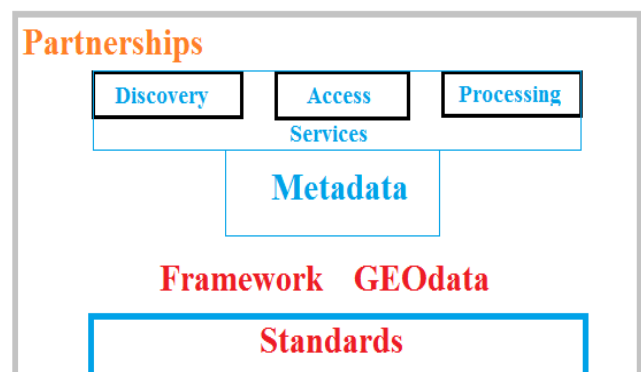 Partnerships
Discovery Access Processing
Services
Metadata
Framework GEOdata
Standards